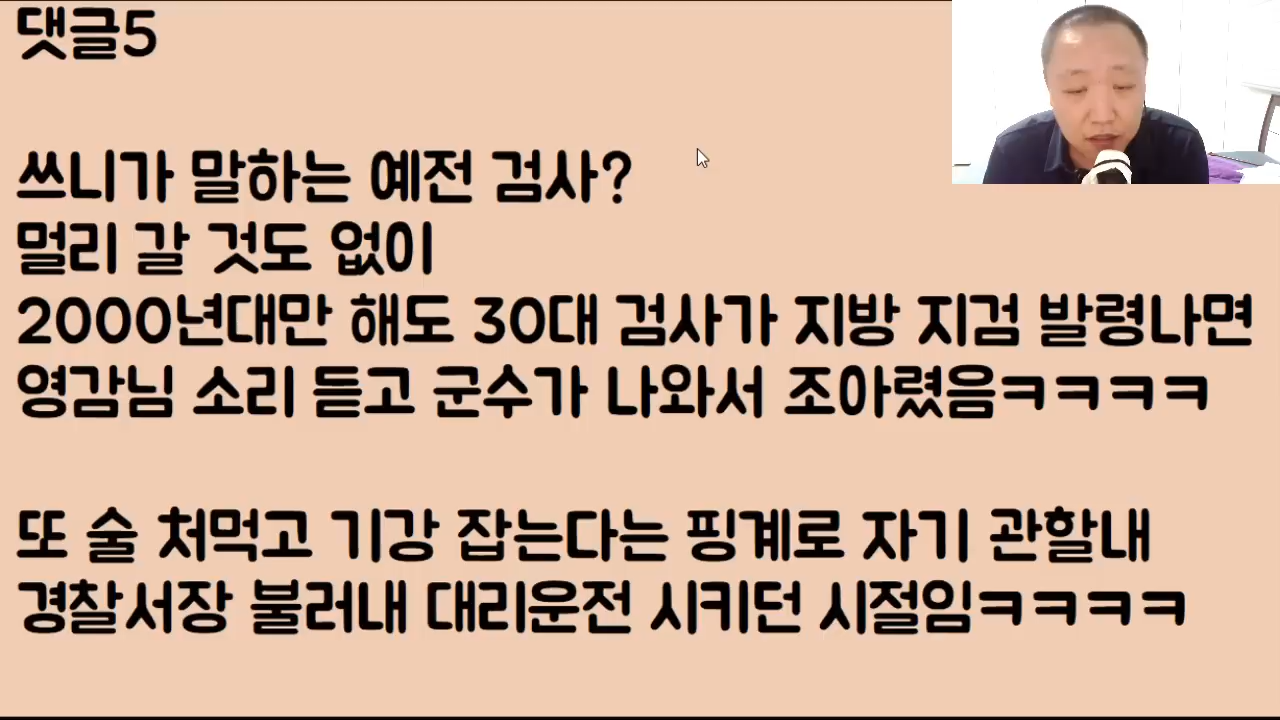 댓글5
쓰니가 말하는 예전 검사?
멀리 갈 것도 없이
2000년대만 해도 30대 검사가 지방 지검 발령나면
영감님 소리 듣고 군수가 나와서 조아렸음ㅋㅋㅋㅋ
또 술 처먹고 기강 잡는다는 핑계로 자기 관할내
경찰서장 불러내 대리운전 시키던 시절임ㅋㅋㅋㅋ